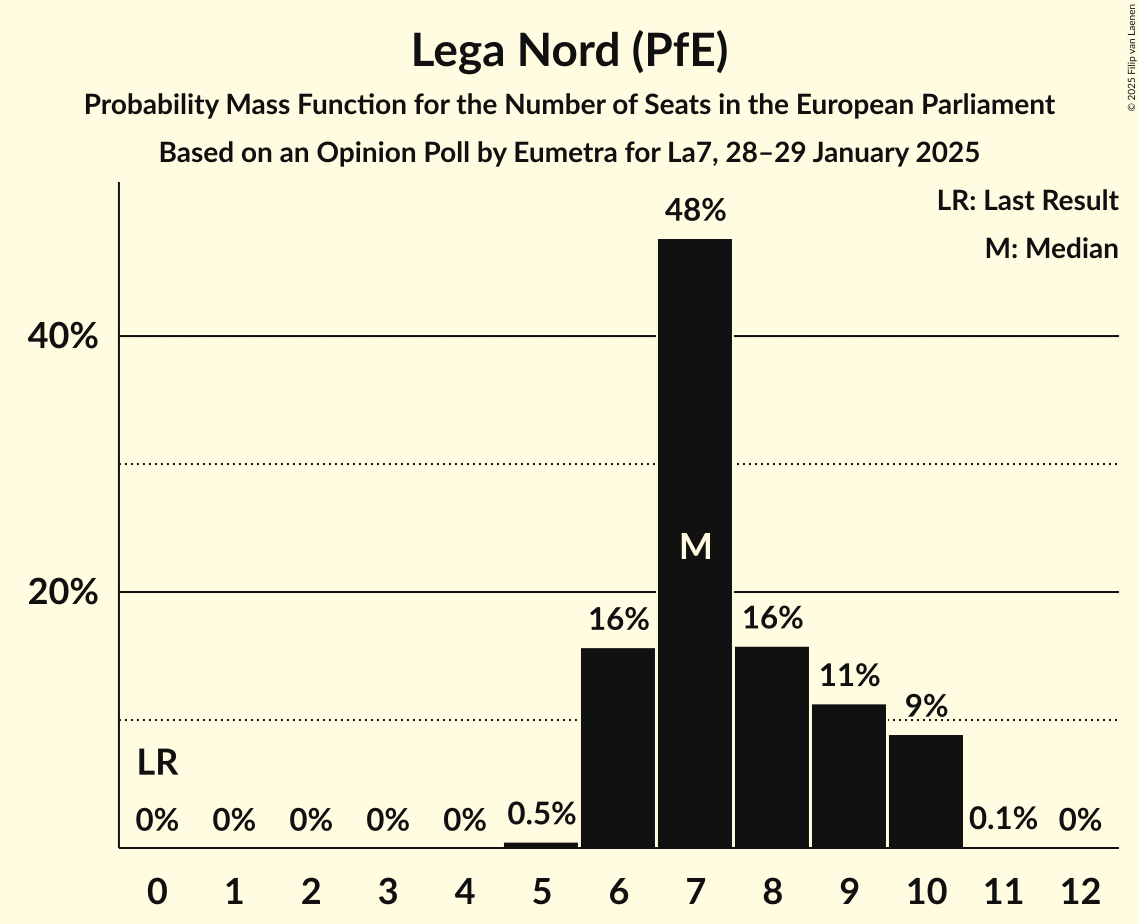 Lega Nord (PfE)
Probability Mass Function for the Number of Seats in the European Parliament
Based on an Opinion Poll by Eumetra for La7, 28–29 January 2025
© 2025 Filip van Laenen
LR: Last Result
M: Median
48%
40%
M
20%
16%
16%
11%
9%
LR
0%
0%
0%
0%
0%
0.5%
0.1%
0%
0 1 2 3 4 5 6 7 8 9 10 11 12